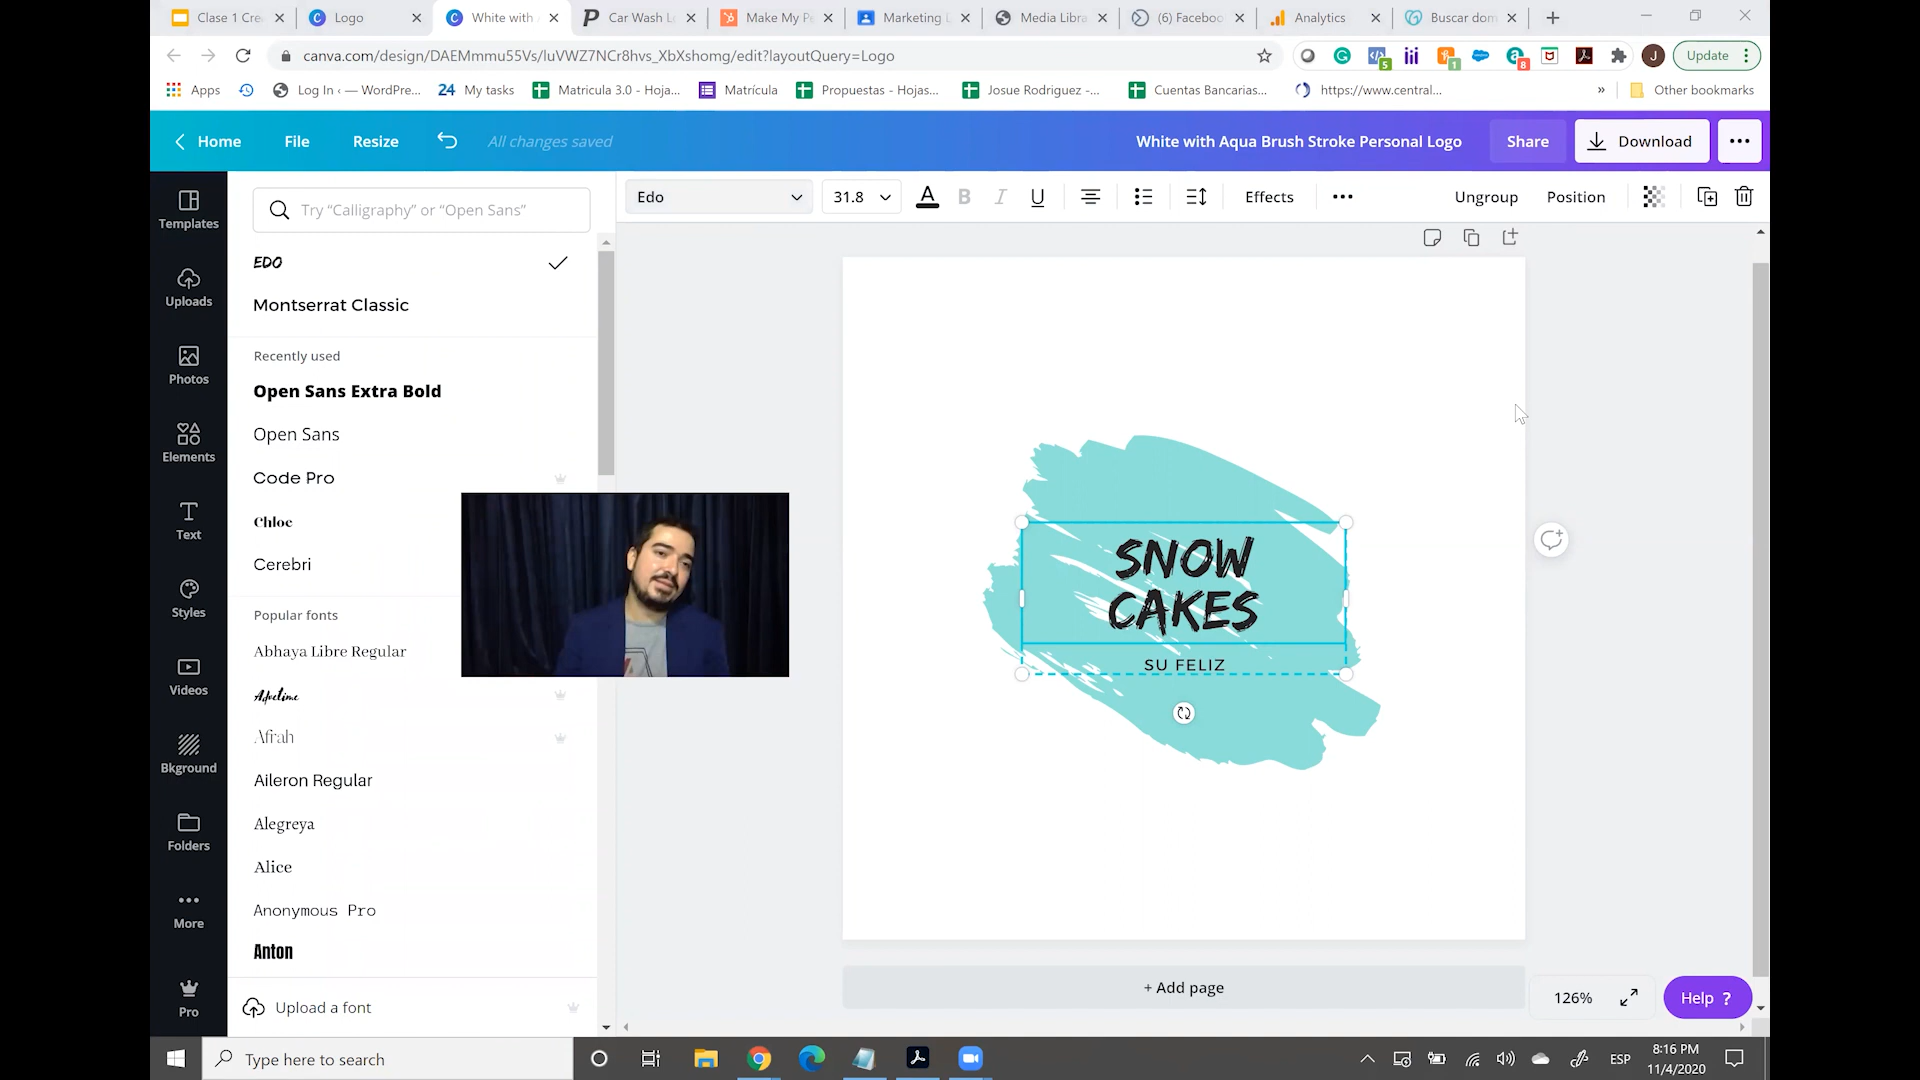 Clase 1 Cre
Logo
White with
Car Wash L
Make My P
Marketing
Media Libra
(6) Faceboo
Analytics
Buscar dom
canva.com/design/DAEMmmu55Vs/luVWZ7NCr8hvs_XbXshomg/edit?layoutQuery=Logo
5
1
8
J
Update
Apps
Log In ‹ — WordPre...
24 My tasks
Matricula 3.0 - Hoja...
Matrícula
Propuestas - Hojas...
Josue Rodriguez -...
Cuentas Bancarias...
https://www.central...
»
Other bookmarks
Home
File
Resize
All changes saved
White with Aqua Brush Stroke Personal Logo
Share
Download
Templates
Uploads
Photos
Elements
Text
Styles
Videos
Bkground
Folders
More
Pro
Try “Calligraphy” or “Open Sans”
EDO
Montserrat Classic
Recently used
Open Sans Extra Bold
Open Sans
Code Pro
Chloe
Cerebri
Popular fonts
Abhaya Libre Regular
Advetime
Afrah
Aileron Regular
Alegreya
Alice
Anonymous Pro
Anton
Upload a font
Edo
31.8
A B I U
Effects
Ungroup
Position
SNOW
CAKES
SU FELIZ
+ Add page
126%
Help ?
Type here to search
ESP
8:16 PM
11/4/2020